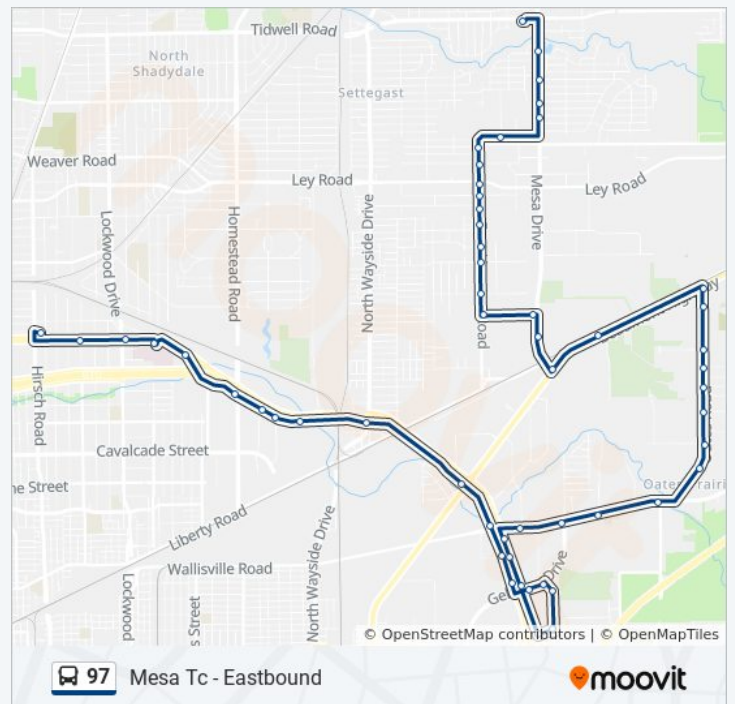 Tidwell Road
North
Shadydale
Settegast
Weaver Road
Ley Road
Ley Road
Mesa Drive
Lockwood Drive
Homestead Road
North Wayside Drive
Road
Hirsch Road
Cavalcade Street
ne Street
Liberty Road
Wallisville Road
North Wayside Drive
Lockwood
s Street
Drive
© OpenStreetMap contributors | © OpenMapTiles
97 Mesa Tc - Eastbound
moovit